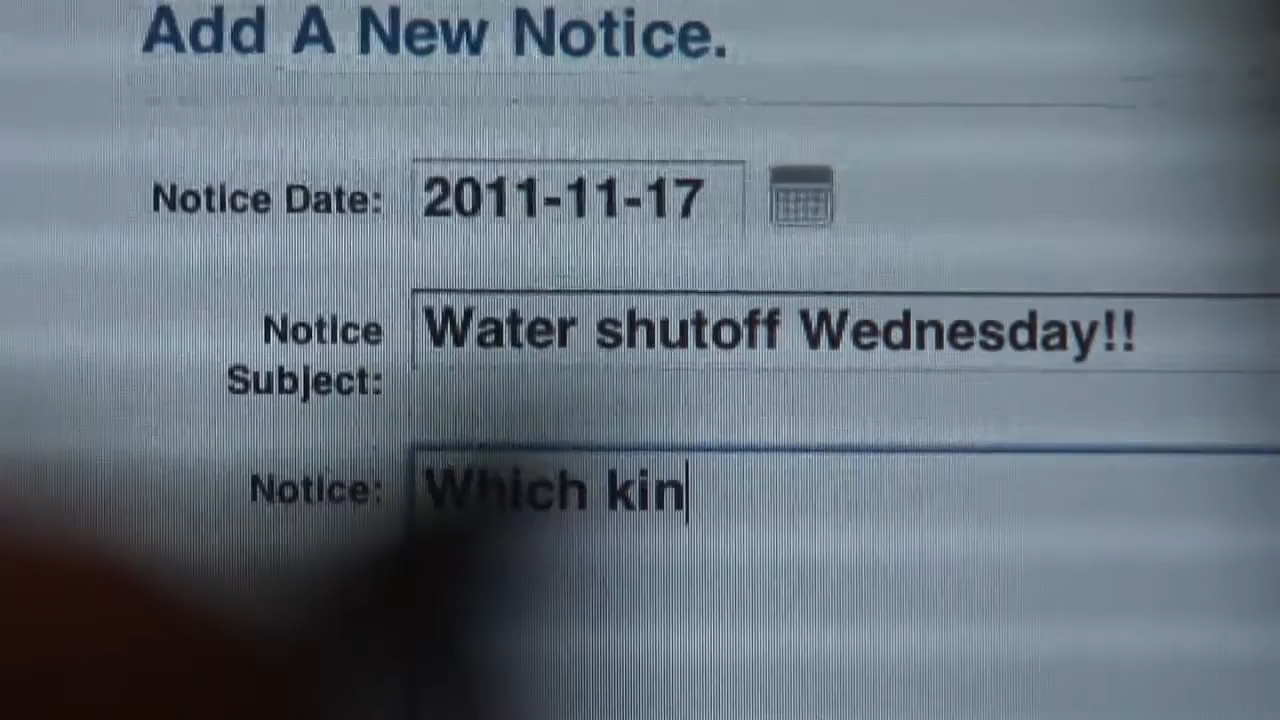 Add A New Notice.
Notice Date: 2011-11-17
Notice Subject: Water shutoff Wednesday!!
Notice: Which kin